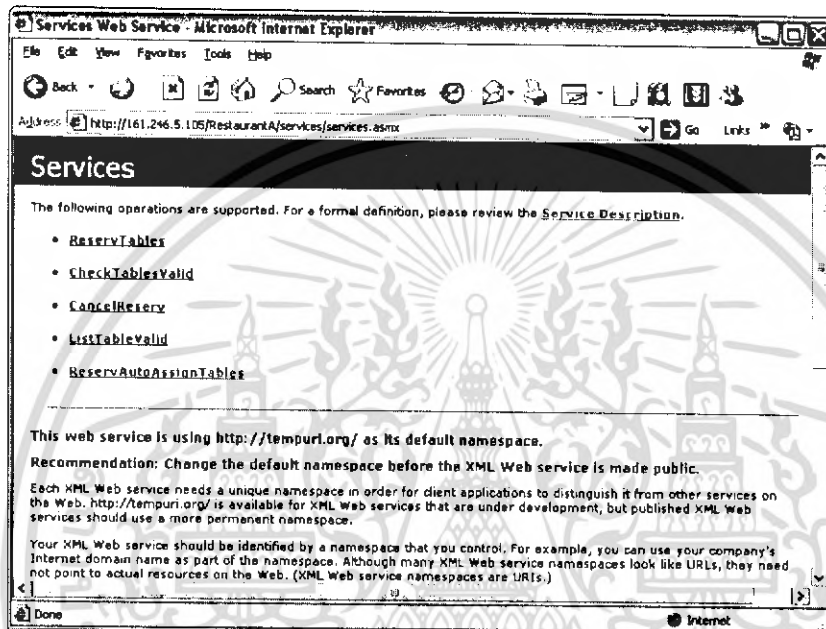 Services Web Service - Microsoft Internet Explorer
File Edit View Favorites Tools Help
Back Search Favorites
Address http://161.246.5.105/RestaurantA/services/services.asmx Go Links »
Services
The following operations are supported. For a formal definition, please review the Service Description.
• ReservTables
• CheckTablesValid
• CancelReserv
• ListTableValid
• ReservAutoAssignTables
This web service is using http://tempuri.org/ as its default namespace.
Recommendation: Change the default namespace before the XML Web service is made public.
Each XML Web service needs a unique namespace in order for client applications to distinguish it from other services on
the Web. http://tempuri.org/ is available for XML Web services that are under development, but published XML Web
services should use a more permanent namespace.
Your XML Web service should be identified by a namespace that you control. For example, you can use your company's
Internet domain name as part of the namespace. Although many XML Web service namespaces look like URLs, they need
not point to actual resources on the Web. (XML Web service namespaces are URIs.)
Done Internet